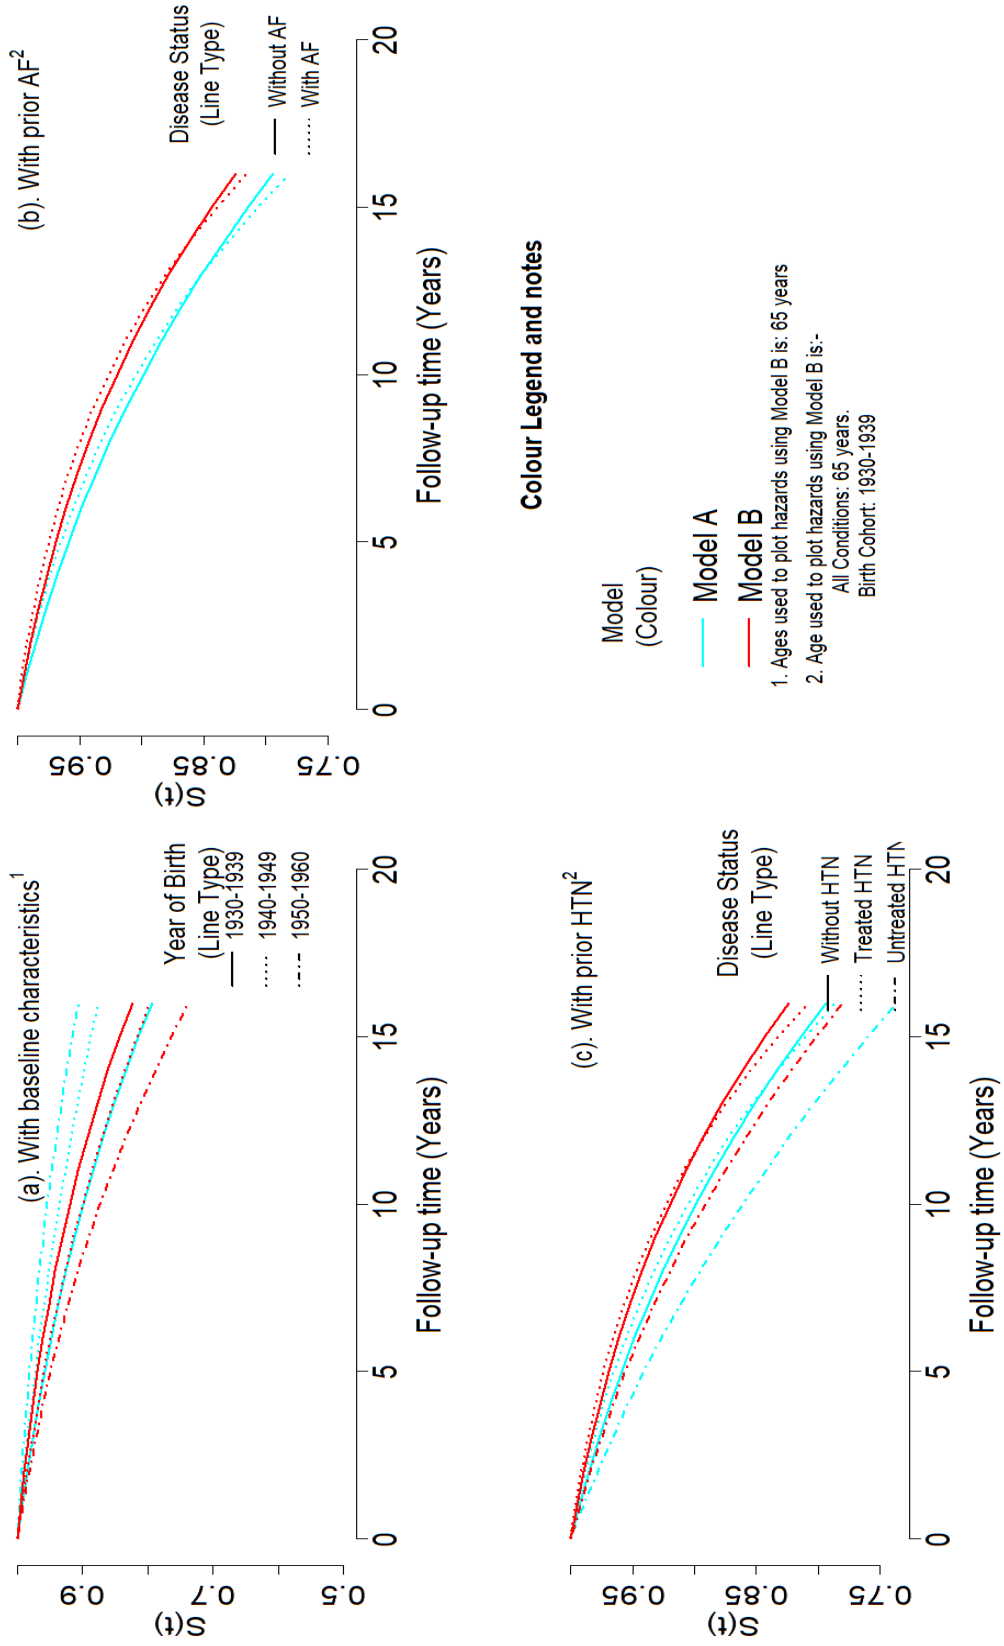 (a). With baseline characteristics1
S(t)
0.9
0.7
0.5
0
5
10
15
20
Follow-up time (Years)
Year of Birth
(Line Type)
1930-1939
1940-1949
1950-1960
(b). With prior AF2
S(t)
0.95
0.85
0.75
0
5
10
15
20
Follow-up time (Years)
Disease Status
(Line Type)
Without AF
With AF
(c). With prior HTN2
S(t)
0.95
0.85
0.75
0
5
10
15
20
Follow-up time (Years)
Disease Status
(Line Type)
Without HTN
Treated HTN
Untreated HTN
Colour Legend and notes
Model
(Colour)
Model A
Model B
1. Ages used to plot hazards using Model B is: 65 years
2. Age used to plot hazards using Model B is:-
All Conditions: 65 years.
Birth Cohort: 1930-1939